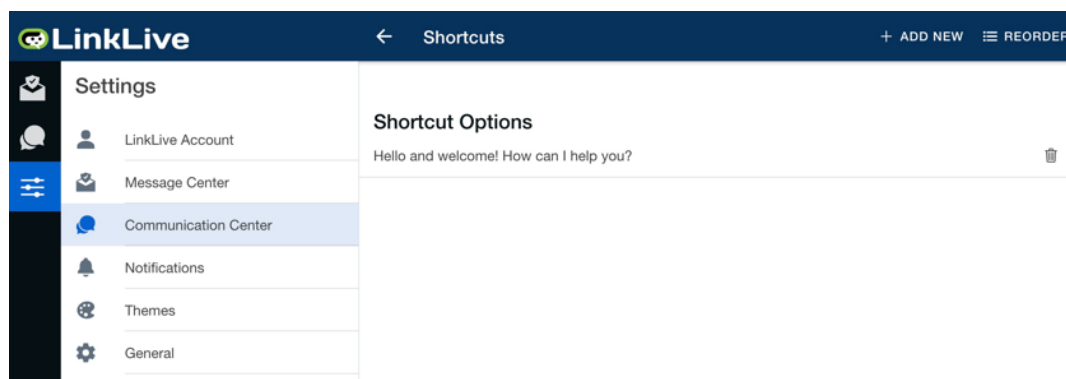 LinkLive
Shortcuts
+ ADD NEW
REORDER
Settings
LinkLive Account
Message Center
Communication Center
Notifications
Themes
General
Shortcut Options
Hello and welcome! How can I help you?